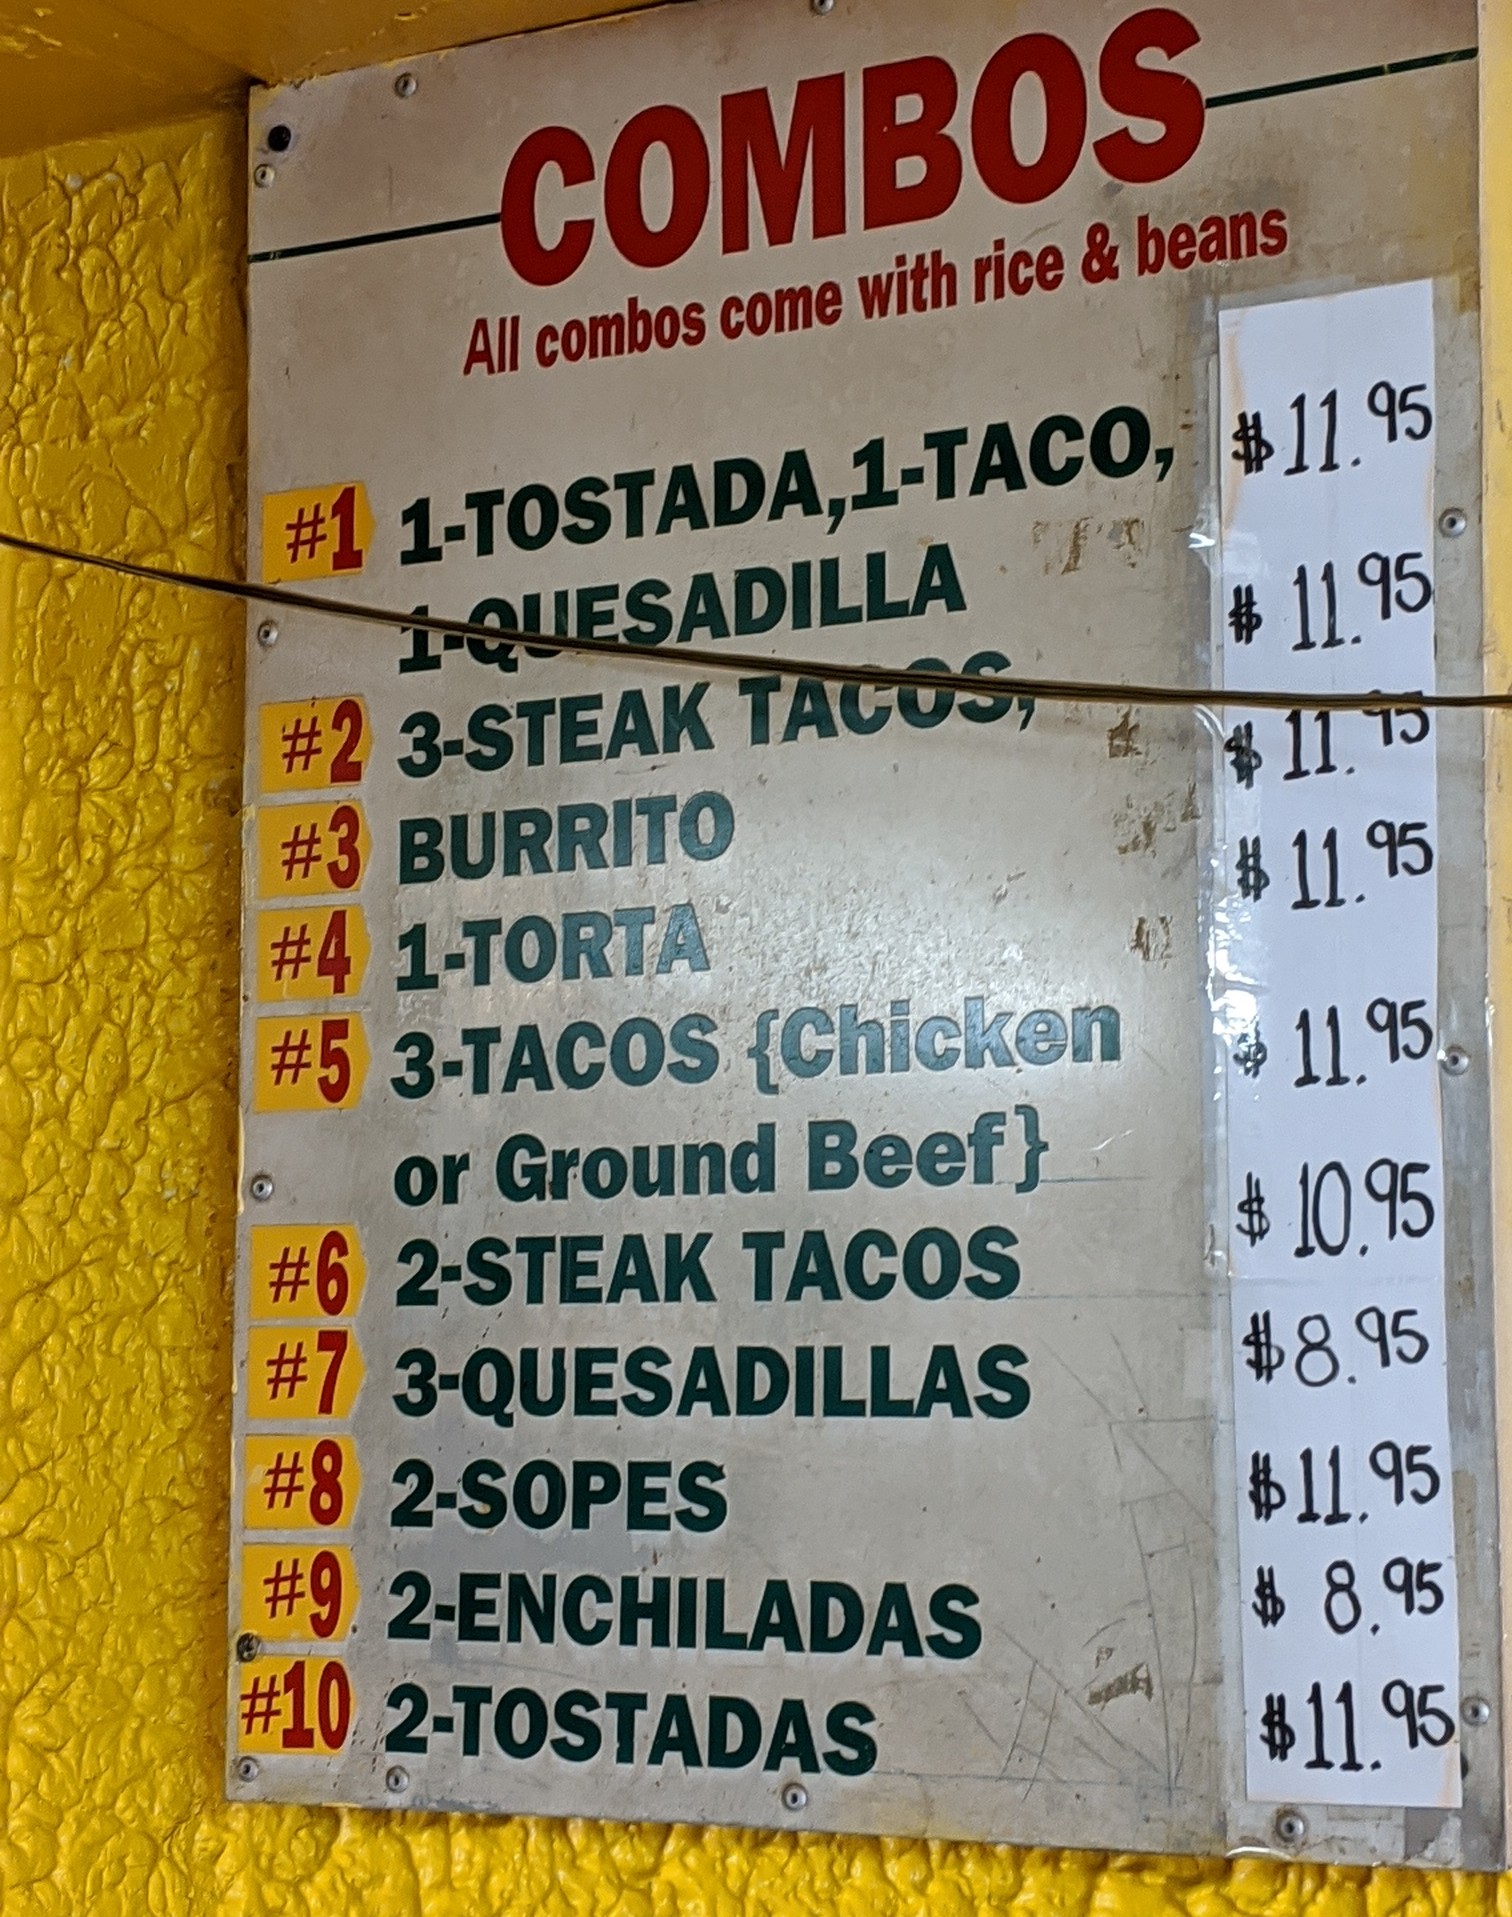 COMBOS
All combos come with rice & beans
#1 1-TOSTADA,1-TACO, $11.95
1-QUESADILLA
#2 3-STEAK TACOS, $11.95
#3 BURRITO $11.95
#4 1-TORTA $11.95
#5 3-TACOS {Chicken $11.95
or Ground Beef}
#6 2-STEAK TACOS $10.95
#7 3-QUESADILLAS $8.95
#8 2-SOPES $11.95
#9 2-ENCHILADAS $8.95
#10 2-TOSTADAS $11.95